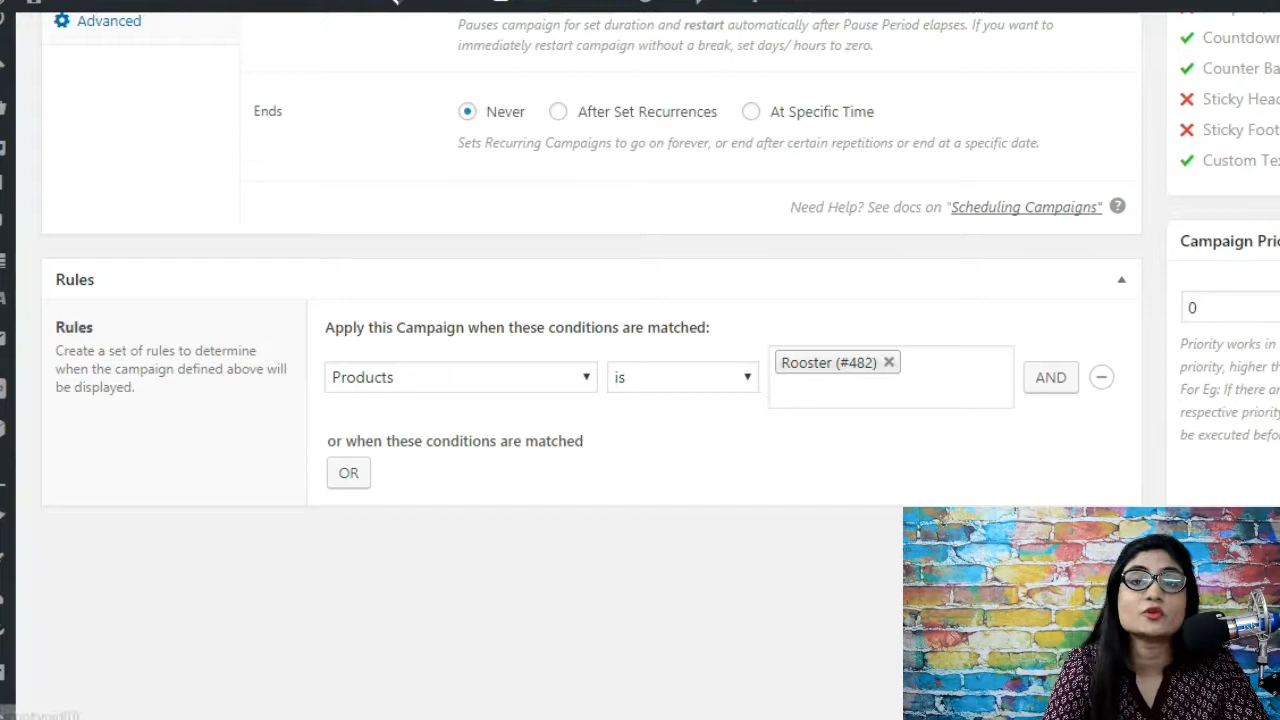 Advanced
Pauses campaign for set duration and restart automatically after Pause Period elapses. If you want to
immediately restart campaign without a break, set days/ hours to zero.
Ends
Never
After Set Recurrences
At Specific Time
Sets Recurring Campaigns to go on forever, or end after certain repetitions or end at a specific date.
Need Help? See docs on "Scheduling Campaigns"
Rules
Rules
Create a set of rules to determine
when the campaign defined above will
be displayed.
Apply this Campaign when these conditions are matched:
Products
is
Rooster (#482)
AND
or when these conditions are matched
OR
Countdown
Counter Ba
Sticky Head
Sticky Foot
Custom Te
Campaign Prio
0
Priority works in
priority, higher th
For Eg: If there ar
respective priority
be executed befo